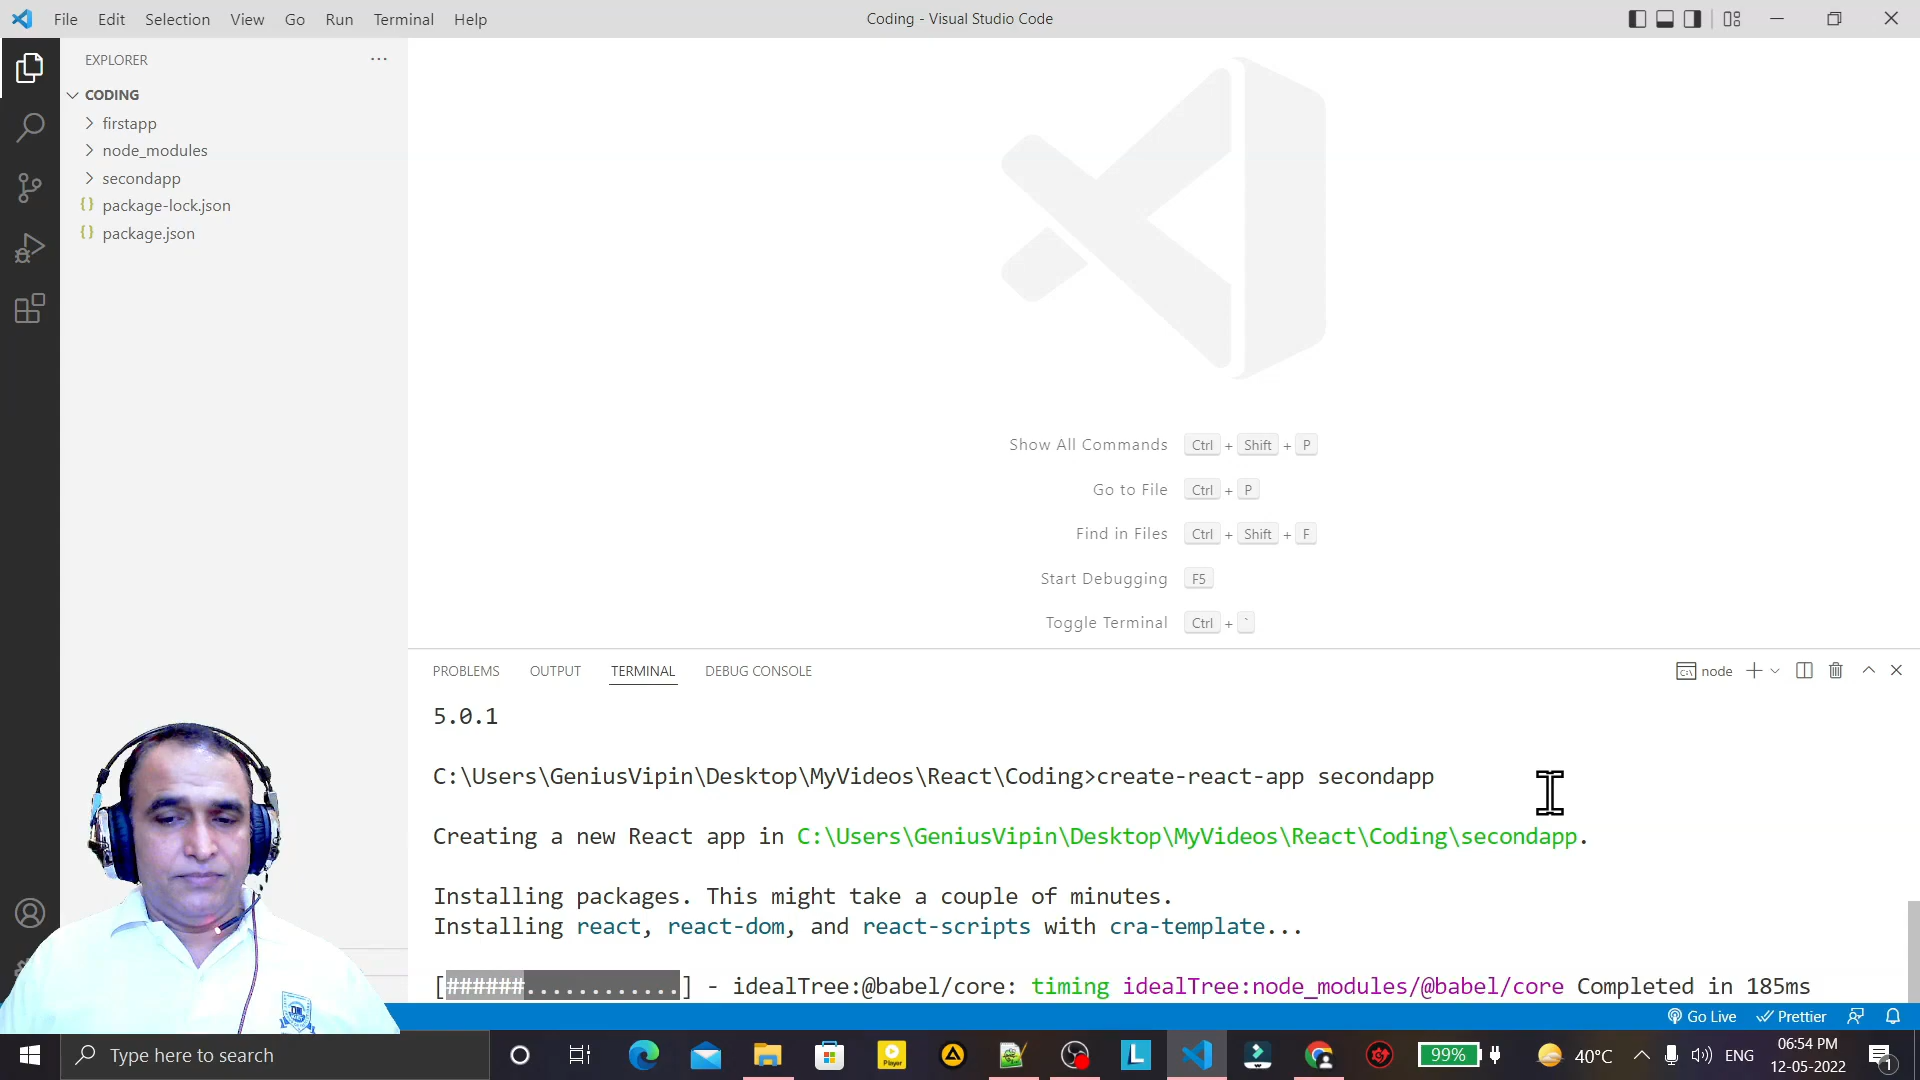 File Edit Selection View Go Run Terminal Help
Coding - Visual Studio Code
EXPLORER
CODING
firstapp
node_modules
secondapp
{} package-lock.json
{} package.json
Show All Commands Ctrl + Shift + P
Go to File Ctrl + P
Find in Files Ctrl + Shift + F
Start Debugging F5
Toggle Terminal Ctrl + `
PROBLEMS OUTPUT TERMINAL DEBUG CONSOLE
node
5.0.1
C:\Users\GeniusVipin\Desktop\MyVideos\React\Coding>create-react-app secondapp
Creating a new React app in C:\Users\GeniusVipin\Desktop\MyVideos\React\Coding\secondapp.
Installing packages. This might take a couple of minutes.
Installing react, react-dom, and react-scripts with cra-template...
[######............] - idealTree:@babel/core: timing idealTree:node_modules/@babel/core Completed in 185ms
Go Live Prettier
Type here to search
Player
L
99%
40°C
ENG
06:54 PM
12-05-2022
1